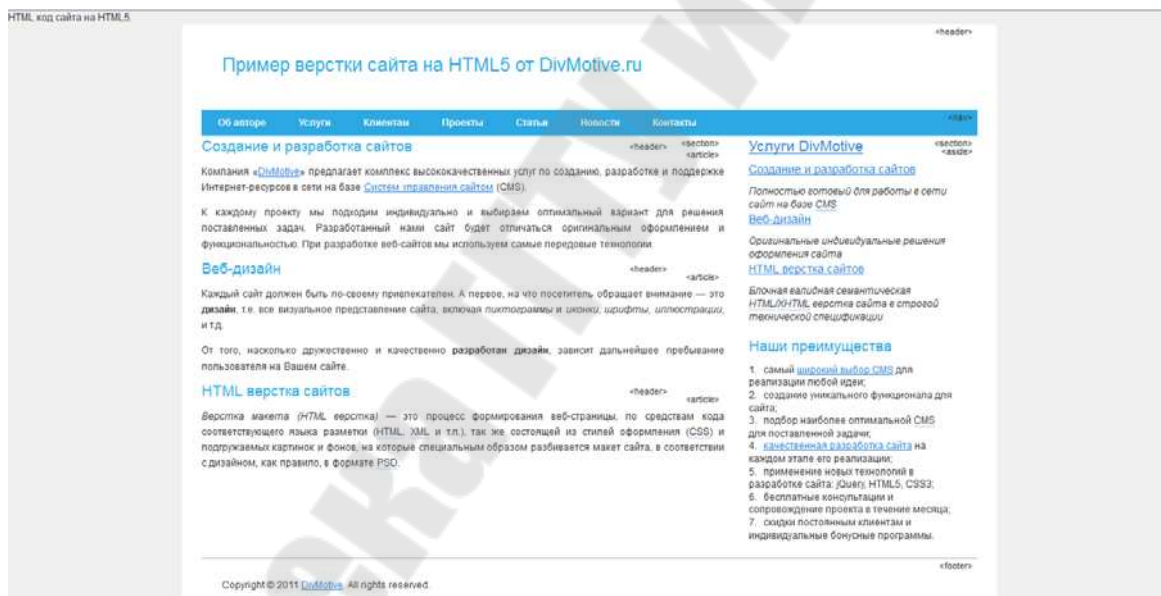 HTML код сайта на HTML5.
<header>
Пример верстки сайта на HTML5 от DivMotive.ru
Об авторе Услуги Клиентам Проекты Статьи Новости Контакты <nav>
Создание и разработка сайтов <header> <section>
<article>
Компания «DivMotive» предлагает комплекс высококачественных услуг по созданию, разработке и поддержке
Интернет-ресурсов в сети на базе Систем управления сайтом (CMS).
К каждому проекту мы подходим индивидуально и выбираем оптимальный вариант для решения
поставленных задач. Разработанный нами сайт будет отличаться оригинальным оформлением и
функциональностью. При разработке веб-сайтов мы используем самые передовые технологии.
Веб-дизайн <header>
<article>
Каждый сайт должен быть по-своему привлекателен. А первое, на что посетитель обращает внимание — это
дизайн, т.е. все визуальное представление сайта, включая пиктограммы и иконки, шрифты, иллюстрации,
и т.д.
От того, насколько дружественно и качественно разработан дизайн, зависит дальнейшее пребывание
пользователя на Вашем сайте.
HTML верстка сайтов <header>
<article>
Верстка макета (HTML верстка) — это процесс формирования веб-страницы, по средствам кода
соответствующего языка разметки (HTML, XML и т.п.), так же состоящей из стилей оформления (CSS) и
подгружаемых картинок и фонов, на которые специальным образом разбивается макет сайта, в соответствии
с дизайном, как правило, в формате PSD.
Услуги DivMotive <section>
<aside>
Создание и разработка сайтов
Полностью готовый для работы в сети
сайт на базе CMS
Веб-дизайн
Оригинальные индивидуальные решения
оформления сайта
HTML верстка сайтов
Блочная валидная семантическая
HTML/XHTML верстка сайта в строгой
технической спецификации
Наши преимущества
1. самый широкий выбор CMS для
реализации любой идеи;
2. создание уникального функционала для
сайта;
3. подбор наиболее оптимальной CMS
для поставленной задачи;
4. качественная разработка сайта на
каждом этапе его реализации;
5. применение новых технологий в
разработке сайта: jQuery, HTML5, CSS3;
6. бесплатные консультации и
сопровождение проекта в течение месяца;
7. скидки постоянным клиентам и
индивидуальные бонусные программы.
<footer>
Copyright © 2011 DivMotive. All rights reserved.